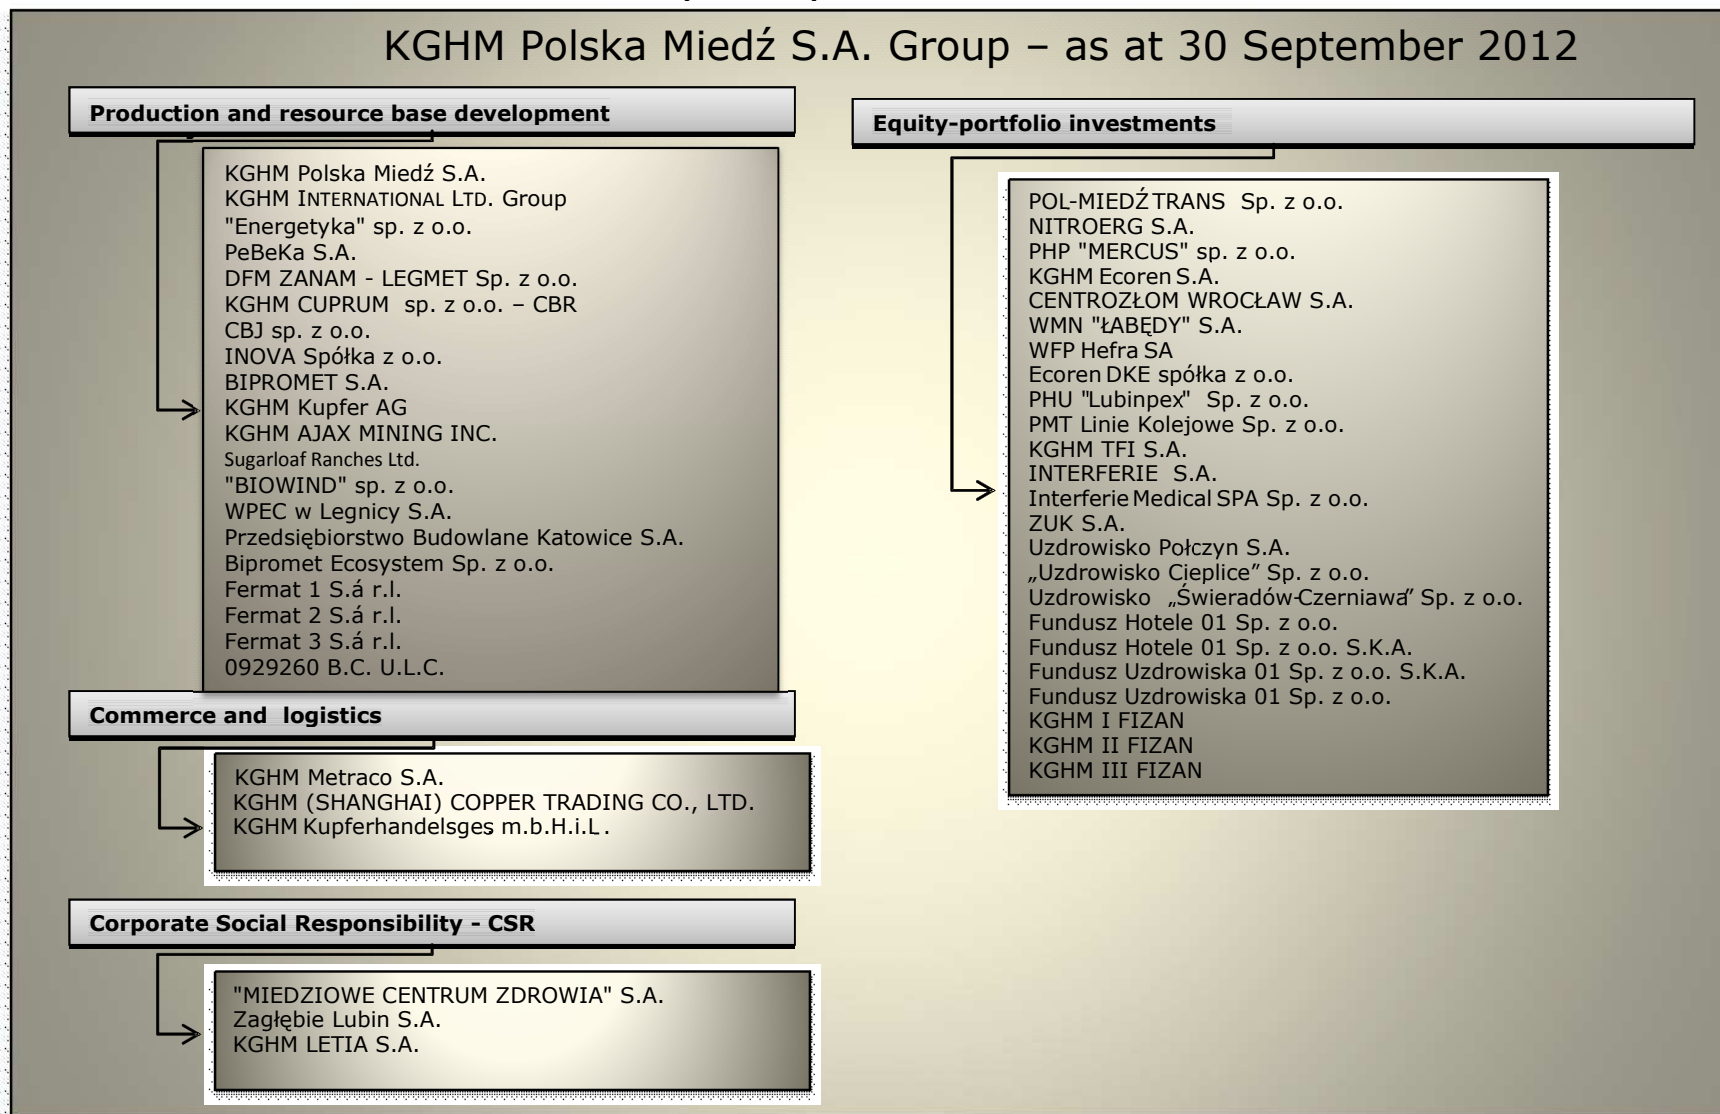 KGHM Polska Miedź S.A. Group – as at 30 September 2012
Production and resource base development
KGHM Polska Miedź S.A.
KGHM INTERNATIONAL LTD. Group
"Energetyka" sp. z o.o.
PeBeKa S.A.
DFM ZANAM - LEGMET Sp. z o.o.
KGHM CUPRUM sp. z o.o. – CBR
CBJ sp. z o.o.
INOVA Spółka z o.o.
BIPROMET S.A.
KGHM Kupfer AG
KGHM AJAX MINING INC.
Sugarloaf Ranches Ltd.
"BIOWIND" sp. z o.o.
WPEC w Legnicy S.A.
Przedsiębiorstwo Budowlane Katowice S.A.
Bipromet Ecosystem Sp. z o.o.
Fermat 1 S.á r.l.
Fermat 2 S.á r.l.
Fermat 3 S.á r.l.
0929260 B.C. U.L.C.
Commerce and logistics
KGHM Metraco S.A.
KGHM (SHANGHAI) COPPER TRADING CO., LTD.
KGHM Kupferhandelsges. m.b.H.i.L.
Corporate Social Responsibility - CSR
"MIEDZIOWE CENTRUM ZDROWIA" S.A.
Zagłębie Lubin S.A.
KGHM LETIA S.A.
Equity-portfolio investments
POL-MIEDŹ TRANS Sp. z o.o.
NITROERG S.A.
PHP "MERCUS" sp. z o.o.
KGHM Ecoren S.A.
CENTROZŁOM WROCŁAW S.A.
WMN "ŁABĘDY" S.A.
WFP Hefra SA
Ecoren DKE spółka z o.o.
PHU "Lubinpex" Sp. z o.o.
PMT Linie Kolejowe Sp. z o.o.
KGHM TFI S.A.
INTERFERIE S.A.
Interferie Medical SPA Sp. z o.o.
ZUK S.A.
Uzdrowisko Połczyn S.A.
„Uzdrowisko Cieplice” Sp. z o.o.
Uzdrowisko „Świeradów-Czerniawa” Sp. z o.o.
Fundusz Hotele 01 Sp. z o.o.
Fundusz Hotele 01 Sp. z o.o. S.K.A.
Fundusz Uzdrowiska 01 Sp. z o.o. S.K.A.
Fundusz Uzdrowiska 01 Sp. z o.o.
KGHM I FIZAN
KGHM II FIZAN
KGHM III FIZAN